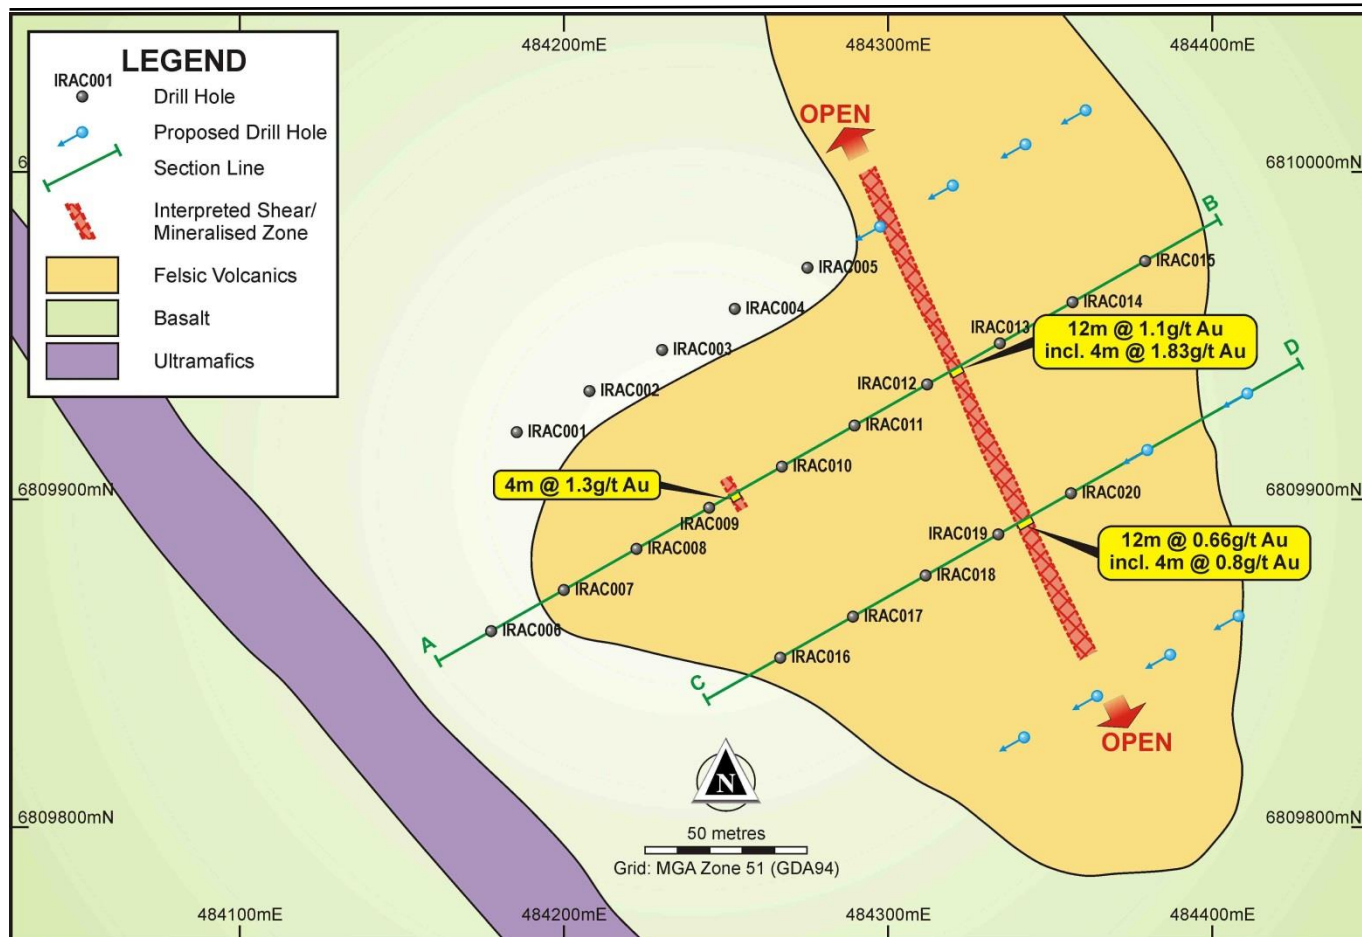 484200mE
484300mE
484400mE
LEGEND
IRAC001
Drill Hole
Proposed Drill Hole
Section Line
Interpreted Shear/
Mineralised Zone
Felsic Volcanics
Basalt
Ultramafics
OPEN
6810000mN
B
IRAC005
IRAC015
IRAC004
IRAC014
IRAC013
12m @ 1.1g/t Au
incl. 4m @ 1.83g/t Au
IRAC003
D
IRAC002
IRAC012
IRAC001
IRAC011
IRAC010
4m @ 1.3g/t Au
6809900mN
6809900mN
IRAC020
IRAC009
IRAC019
12m @ 0.66g/t Au
incl. 4m @ 0.8g/t Au
IRAC008
IRAC018
IRAC007
IRAC017
IRAC006
A
IRAC016
C
OPEN
N
6809800mN
6809800mN
50 metres
Grid: MGA Zone 51 (GDA94)
484100mE
484200mE
484300mE
484400mE